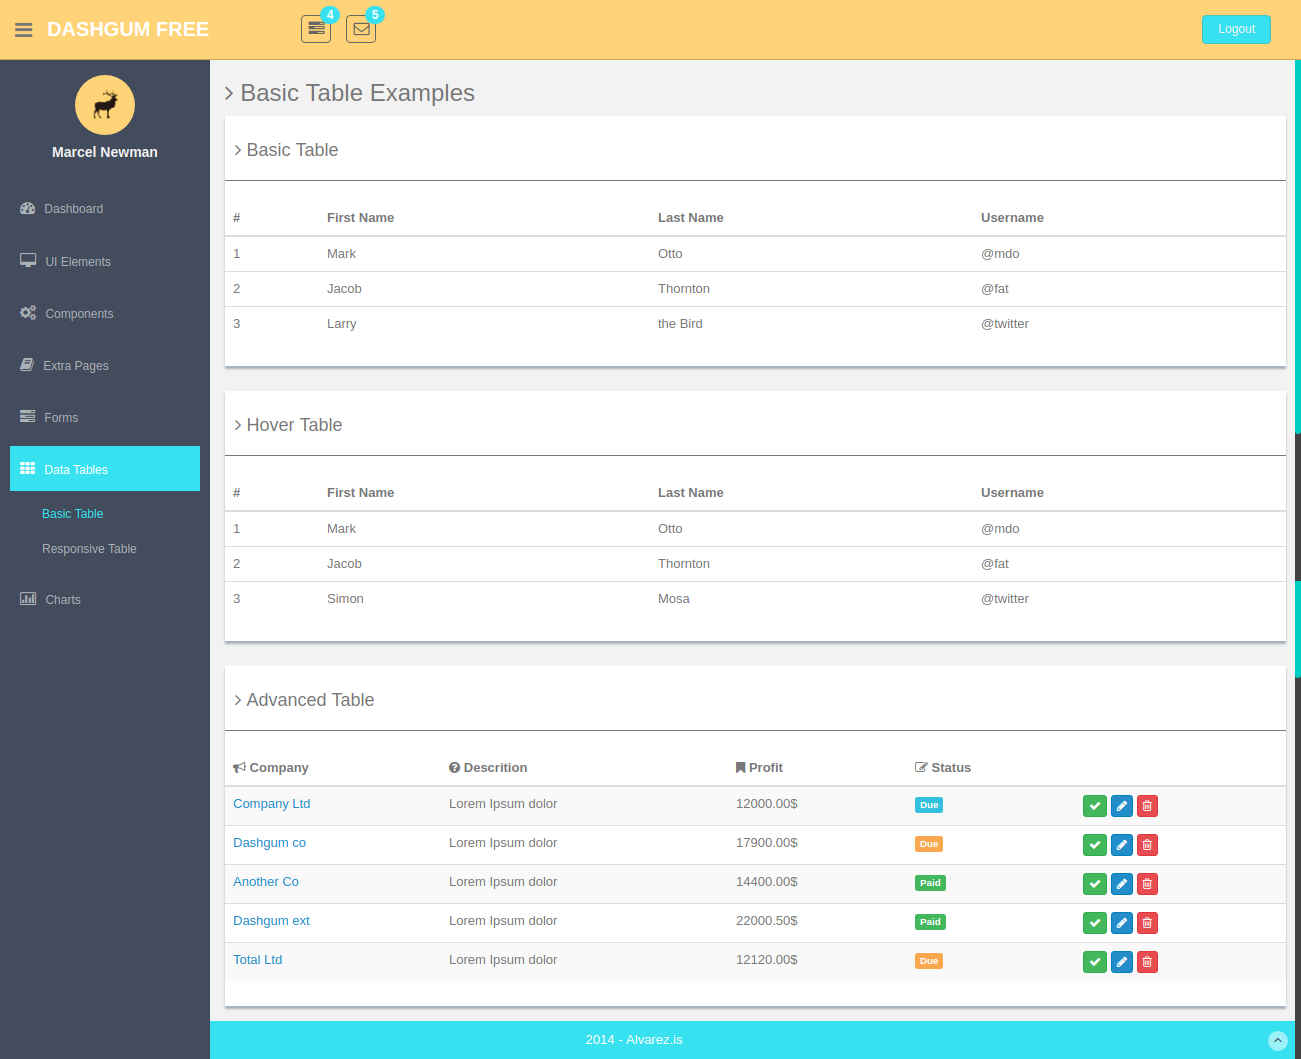 DASHGUM FREE
4
5
Logout
Marcel Newman
Dashboard
UI Elements
Components
Extra Pages
Forms
Data Tables
Basic Table
Responsive Table
Charts
Basic Table Examples
Basic Table
# First Name Last Name Username
1 Mark Otto @mdo
2 Jacob Thornton @fat
3 Larry the Bird @twitter
Hover Table
# First Name Last Name Username
1 Mark Otto @mdo
2 Jacob Thornton @fat
3 Simon Mosa @twitter
Advanced Table
Company Descrition Profit Status
Company Ltd Lorem Ipsum dolor 12000.00$ Due
Dashgum co Lorem Ipsum dolor 17900.00$ Due
Another Co Lorem Ipsum dolor 14400.00$ Paid
Dashgum ext Lorem Ipsum dolor 22000.50$ Paid
Total Ltd Lorem Ipsum dolor 12120.00$ Due
2014 - Alvarez.is